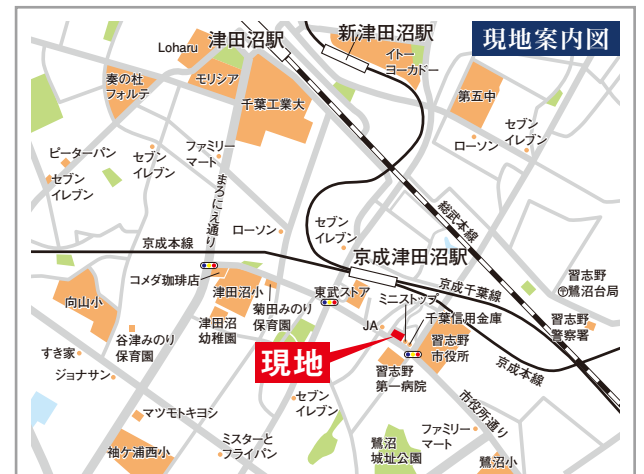 現地案内図
Loharu
津田沼駅
新津田沼駅
イトー
ヨーカドー
奏の杜
フォルテ
モリシア
千葉工業大
第五中
セブン
イレブン
ローソン
ピーターパン
セブン
イレブン
セブン
イレブン
ファミリー
マート
まろにえ通り
ローソン
セブン
イレブン
総武本線
京成本線
京成津田沼駅
京成千葉線
習志野
鷺沼台局
コメダ珈琲店
向山小
津田沼小
菊田みのり
保育園
東武ストア
ミニストップ
千葉信用金庫
習志野
警察署
津田沼
幼稚園
JA
習志野
市役所
京成本線
谷津みのり
保育園
すき家
ジョナサン
現地
習志野
第一病院
セブン
イレブン
市役所通り
マツモトキヨシ
ミスターと
フライパン
袖ケ浦西小
鷺沼
城址公園
ファミリー
マート
鷺沼小